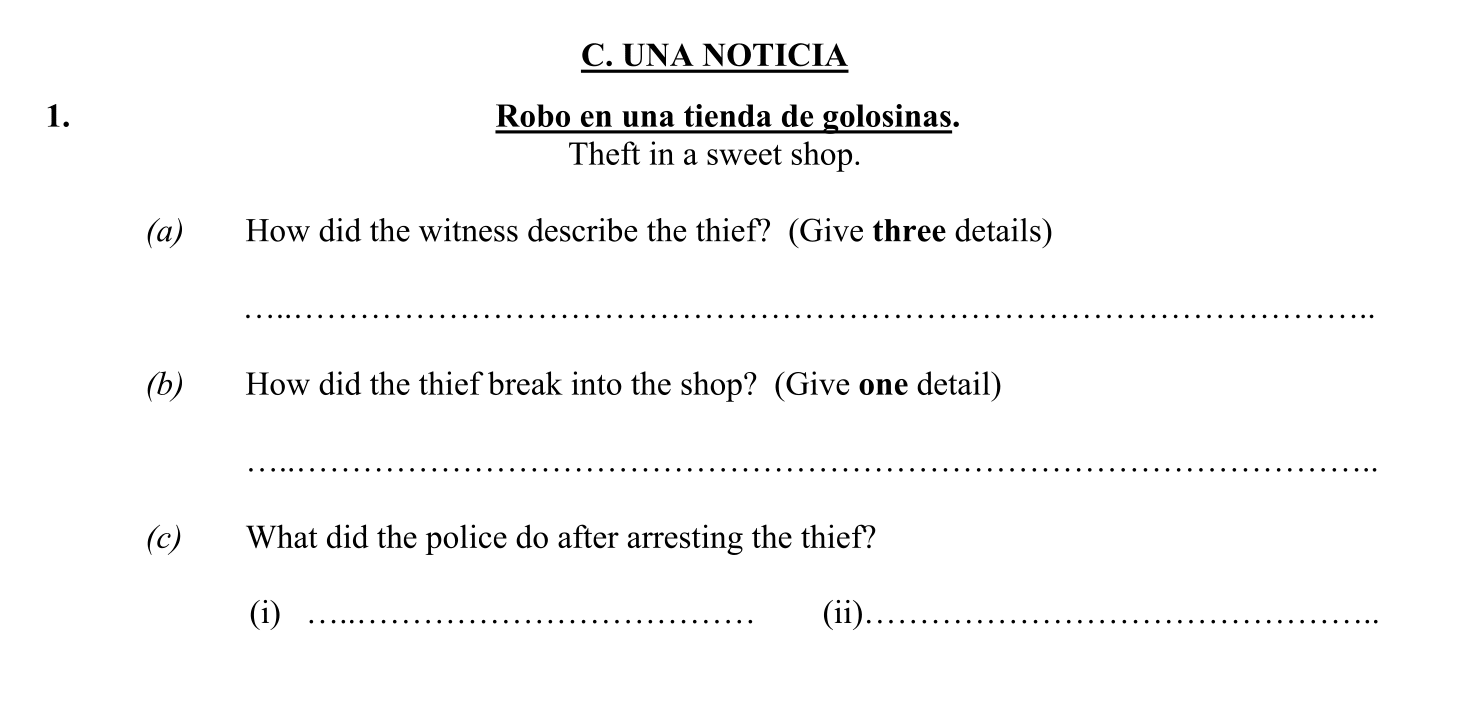 C. UNA NOTICIA
1. Robo en una tienda de golosinas.
Theft in a sweet shop.
(a) How did the witness describe the thief? (Give three details)
…..……………………………………………………………………………………………..
(b) How did the thief break into the shop? (Give one detail)
…..……………………………………………………………………………………………..
(c) What did the police do after arresting the thief?
(i) …..……………………………… (ii)………………………………………..